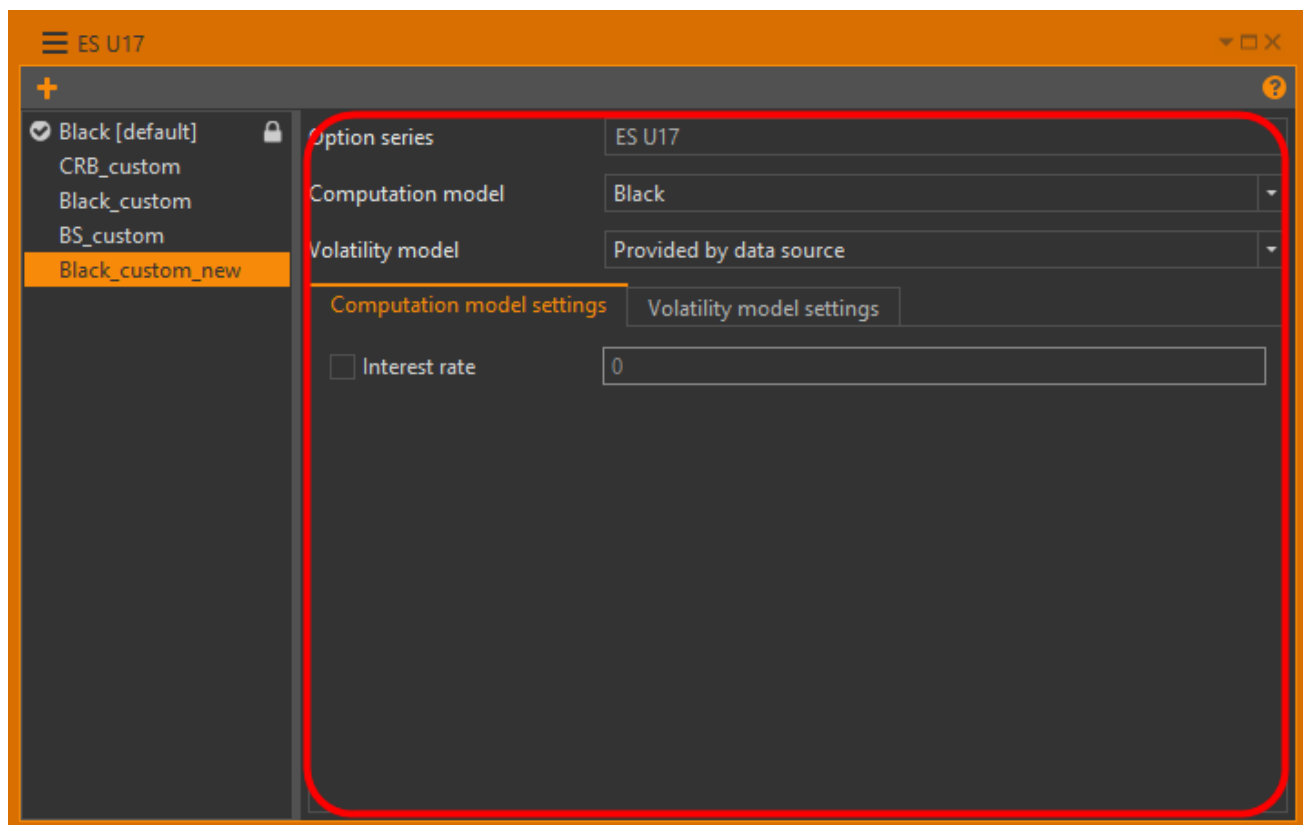 ES U17
Black [default]
CRB_custom
Black_custom
BS_custom
Black_custom_new
Option series ES U17
Computation model Black
Volatility model Provided by data source
Computation model settings Volatility model settings
Interest rate 0